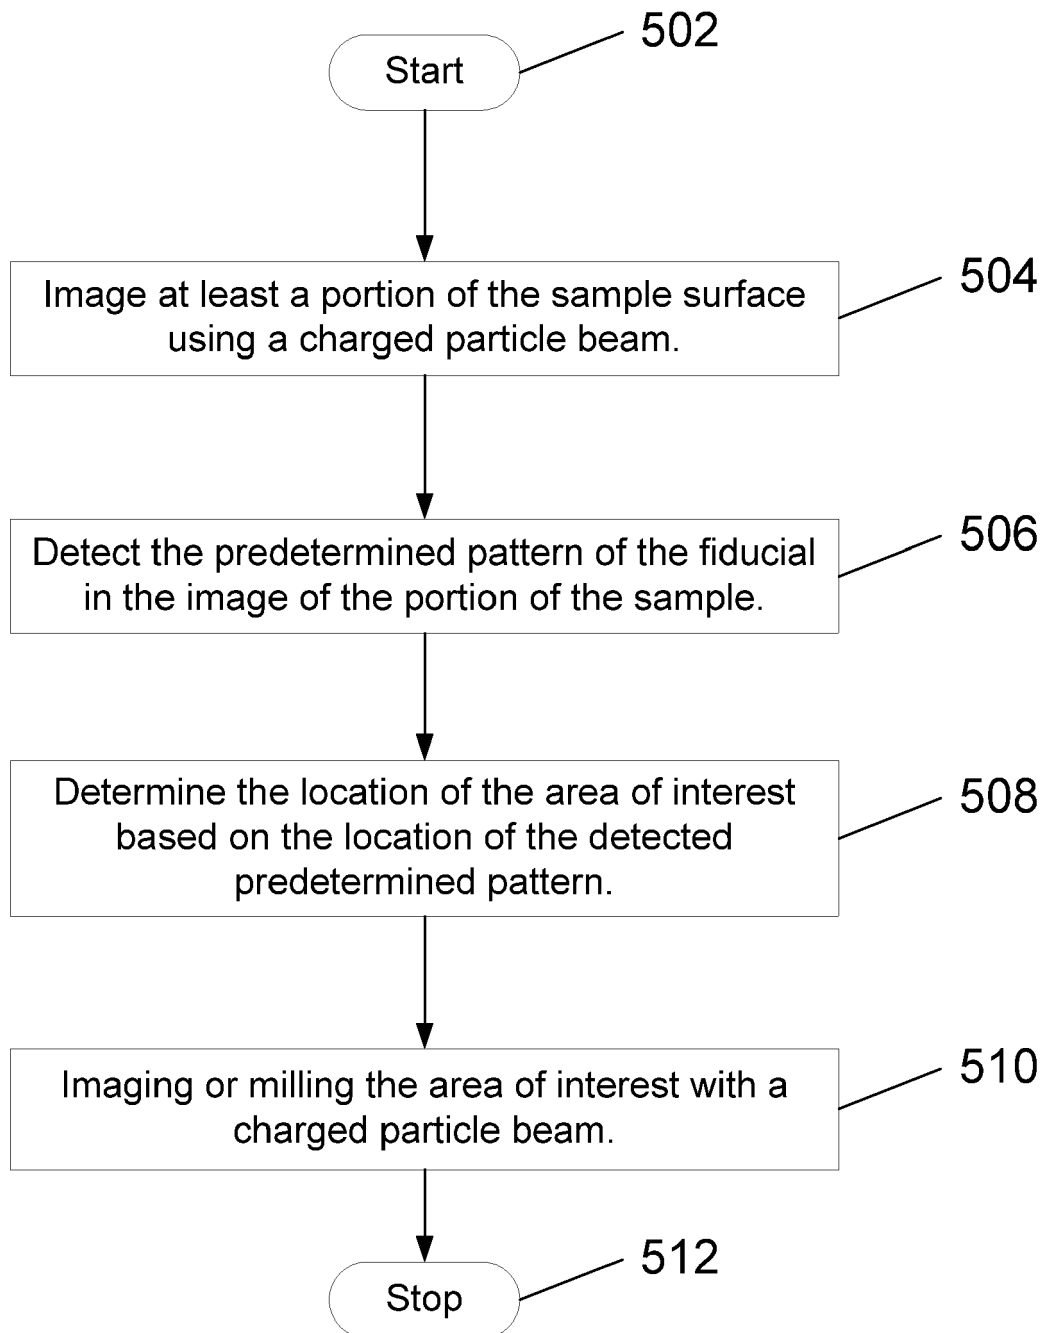 502
Start
504
Image at least a portion of the sample surface
using a charged particle beam.
506
Detect the predetermined pattern of the fiducial
in the image of the portion of the sample.
508
Determine the location of the area of interest
based on the location of the detected
predetermined pattern.
510
Imaging or milling the area of interest with a
charged particle beam.
512
Stop